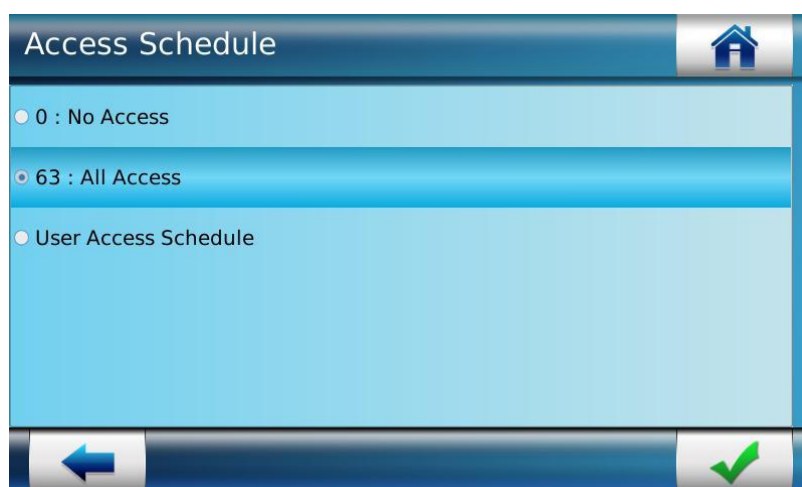 Access Schedule
0 : No Access
63 : All Access
User Access Schedule